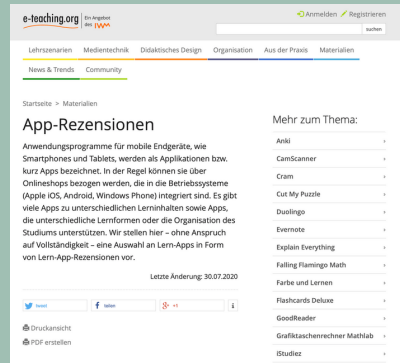 e-teaching.org
Ein Angebot
des IWM
Anmelden Registrieren
suchen
Lehrszenarien Medientechnik Didaktisches Design Organisation Aus der Praxis Materialien
News & Trends Community
Startseite > Materialien
App-Rezensionen
Anwendungsprogramme für mobile Endgeräte, wie
Smartphones und Tablets, werden als Applikationen bzw.
kurz Apps bezeichnet. In der Regel können sie über
Onlineshops bezogen werden, die in die Betriebssysteme
(Apple iOS, Android, Windows Phone) integriert sind. Es gibt
viele Apps zu unterschiedlichen Lerninhalten sowie Apps,
die unterschiedliche Lernformen oder die Organisation des
Studiums unterstützen. Wir stellen hier – ohne Anspruch
auf Vollständigkeit – eine Auswahl an Lern-Apps in Form
von Lern-App-Rezensionen vor.
Letzte Änderung: 30.07.2020
tweet teilen +1 i
Druckansicht
PDF erstellen
Mehr zum Thema:
Anki
CamScanner
Cram
Cut My Puzzle
Duolingo
Evernote
Explain Everything
Falling Flamingo Math
Farbe und Lernen
Flashcards Deluxe
GoodReader
Grafiktaschenrechner Mathlab
iStudiez